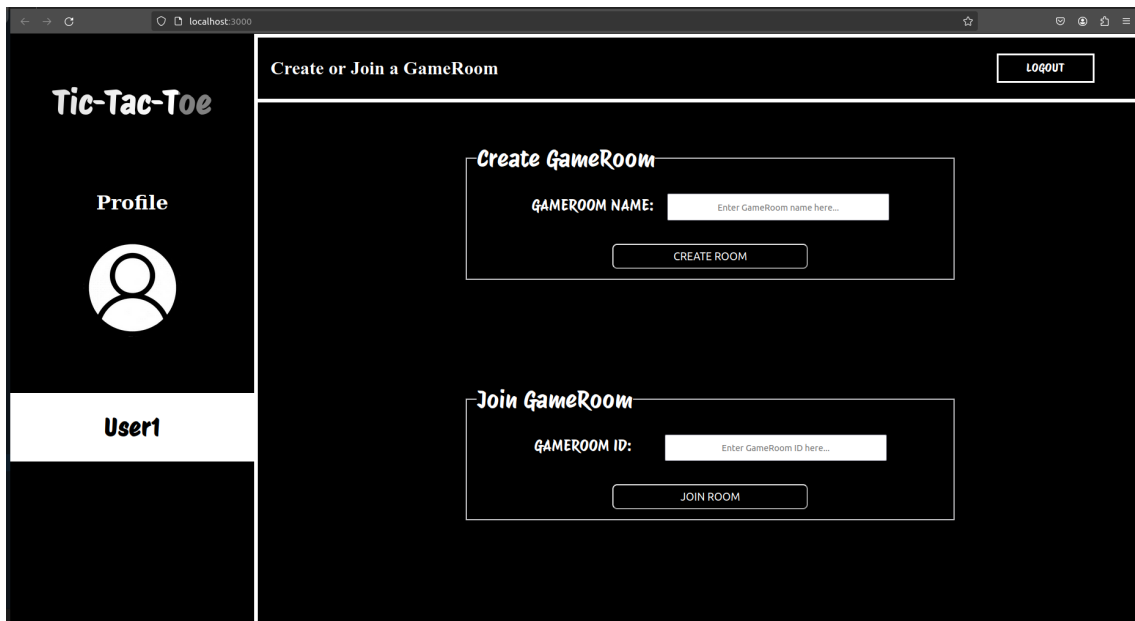 localhost:3000
Tic-Tac-Toe
Profile
User1
Create or Join a GameRoom
LOGOUT
Create GameRoom
GAMEROOM NAME:
Enter GameRoom name here...
CREATE ROOM
Join GameRoom
GAMEROOM ID:
Enter GameRoom ID here...
JOIN ROOM